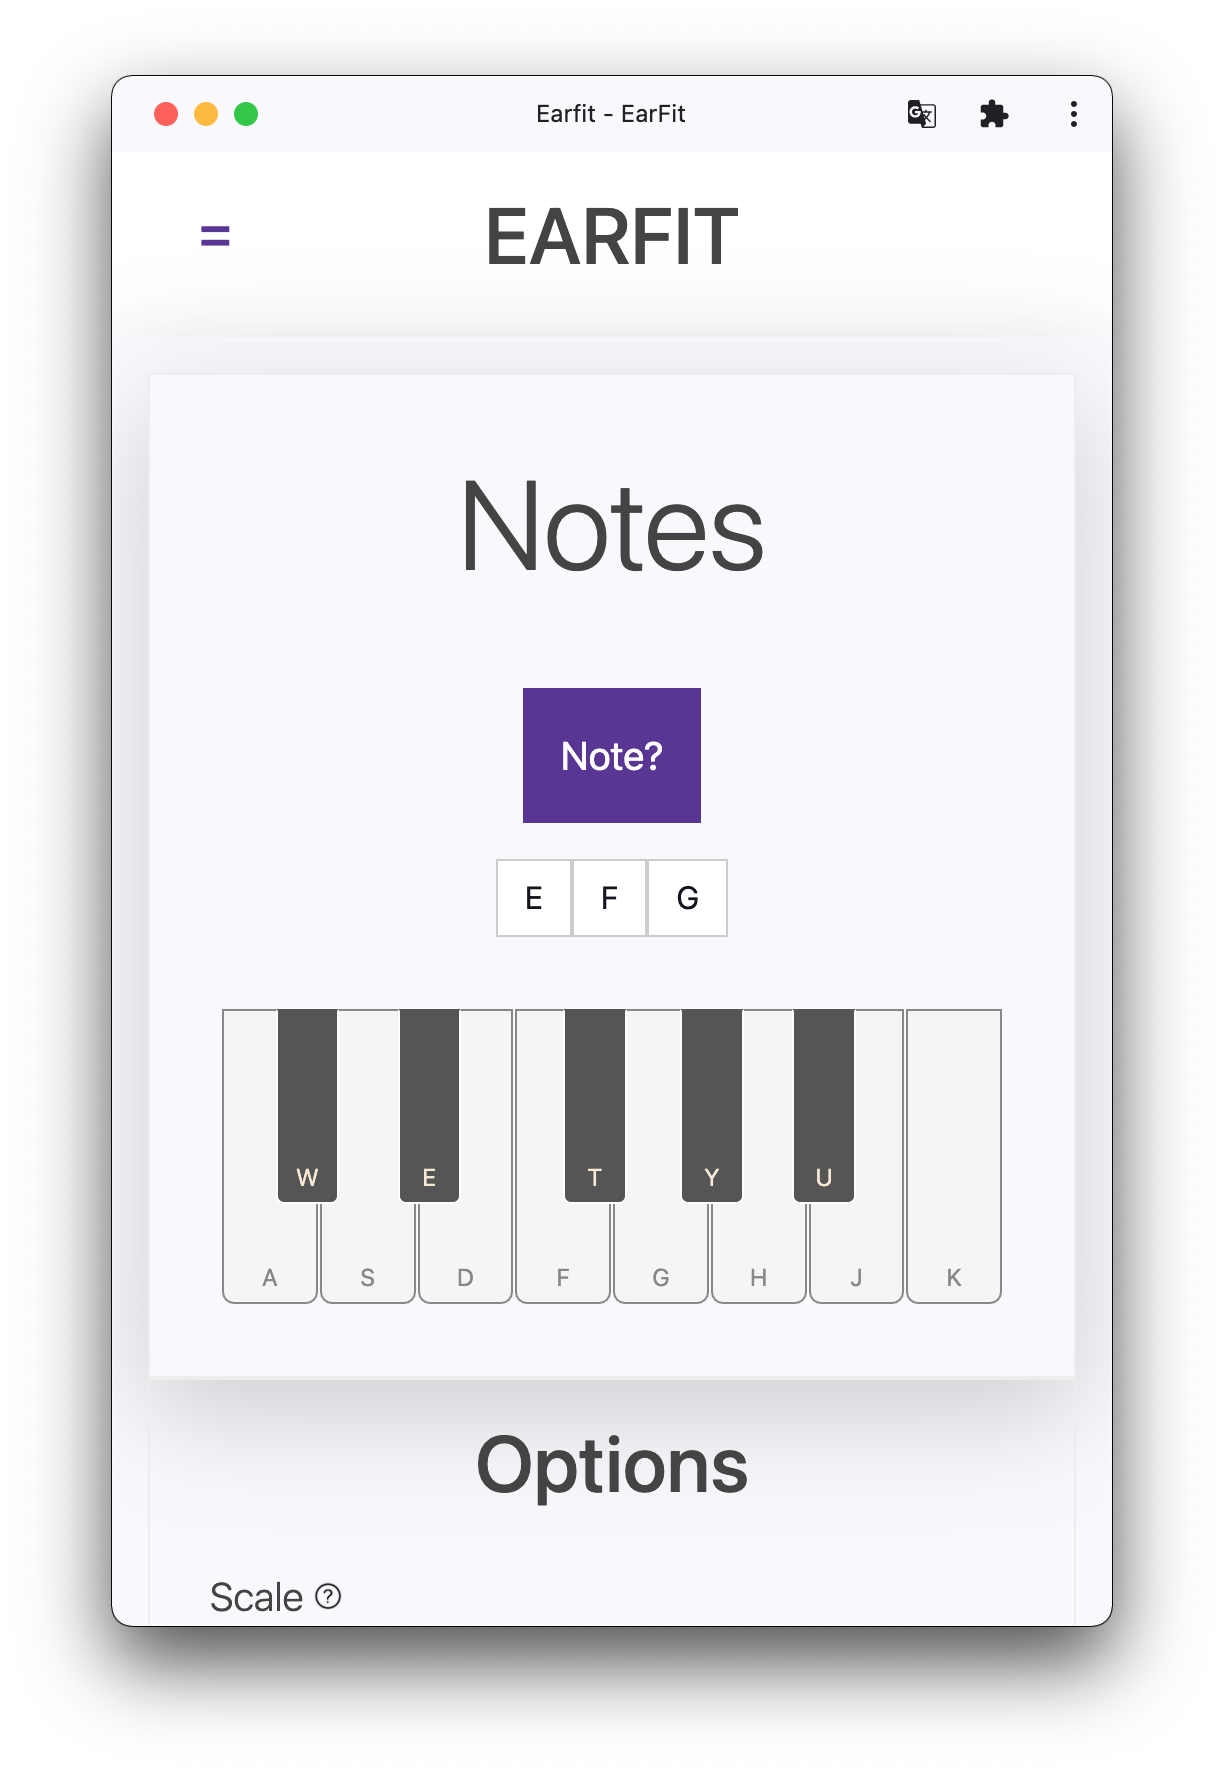 Earfit - EarFit
EARFIT
Notes
Note?
E F G
W E T Y U
A S D F G H J K
Options
Scale ?